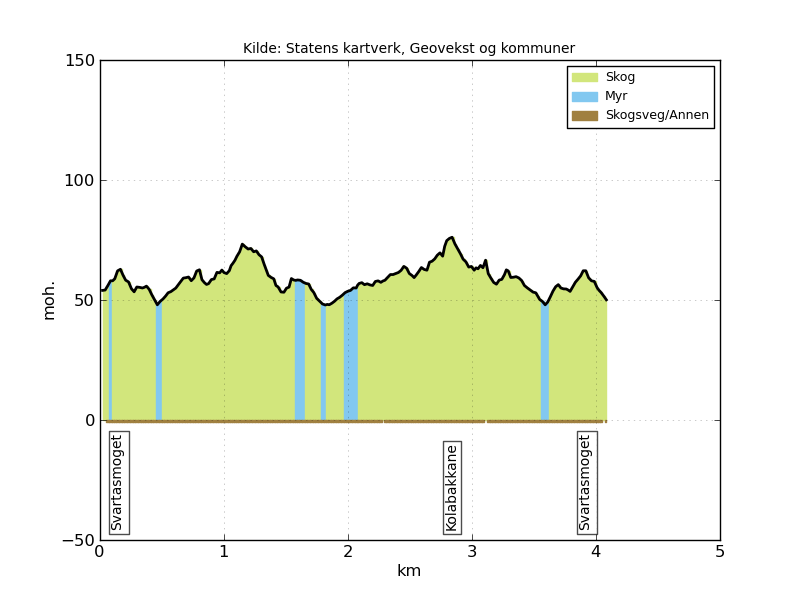 Kilde: Statens kartverk, Geovekst og kommuner
150
Skog
Myr
Skogsveg/Annen
100
moh.
50
0
Svartasmoget
Kolabakkane
Svartasmoget
−50
0 1 2 3 4 5
km